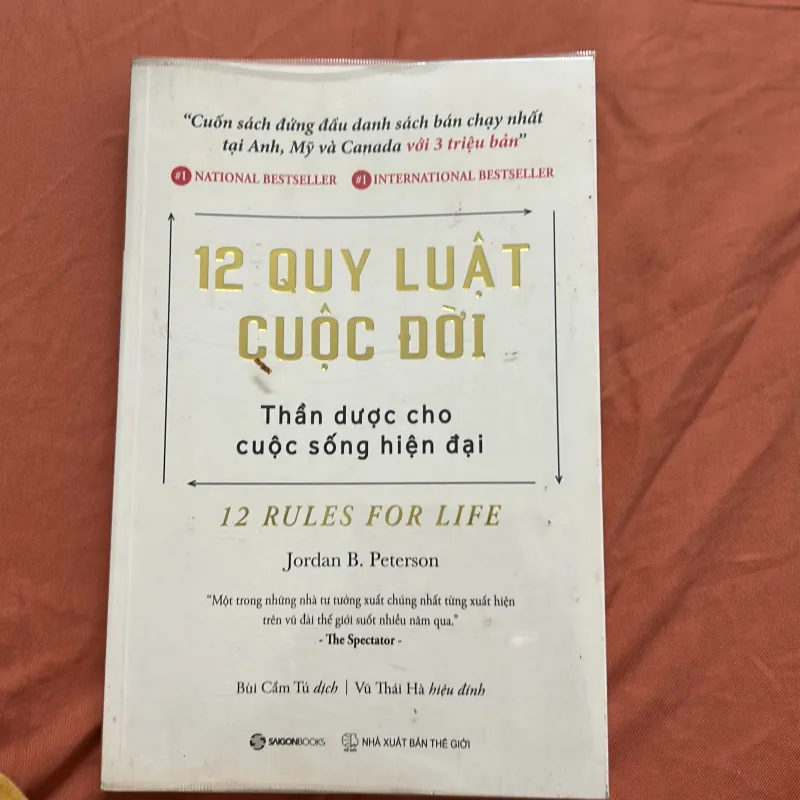 “Cuốn sách đứng đầu danh sách bán chạy nhất
tại Anh, Mỹ và Canada với 3 triệu bản”
#1 NATIONAL BESTSELLER #1 INTERNATIONAL BESTSELLER
12 QUY LUẬT
CUỘC ĐỜI
Thần dược cho
cuộc sống hiện đại
12 RULES FOR LIFE
Jordan B. Peterson
“Một trong những nhà tư tưởng xuất chúng nhất từng xuất hiện
trên vũ đài thế giới suốt nhiều năm qua.”
- The Spectator -
Bùi Cẩm Tú dịch | Vũ Thái Hà hiệu đính
SAIGONBOOKS NHÀ XUẤT BẢN THẾ GIỚI